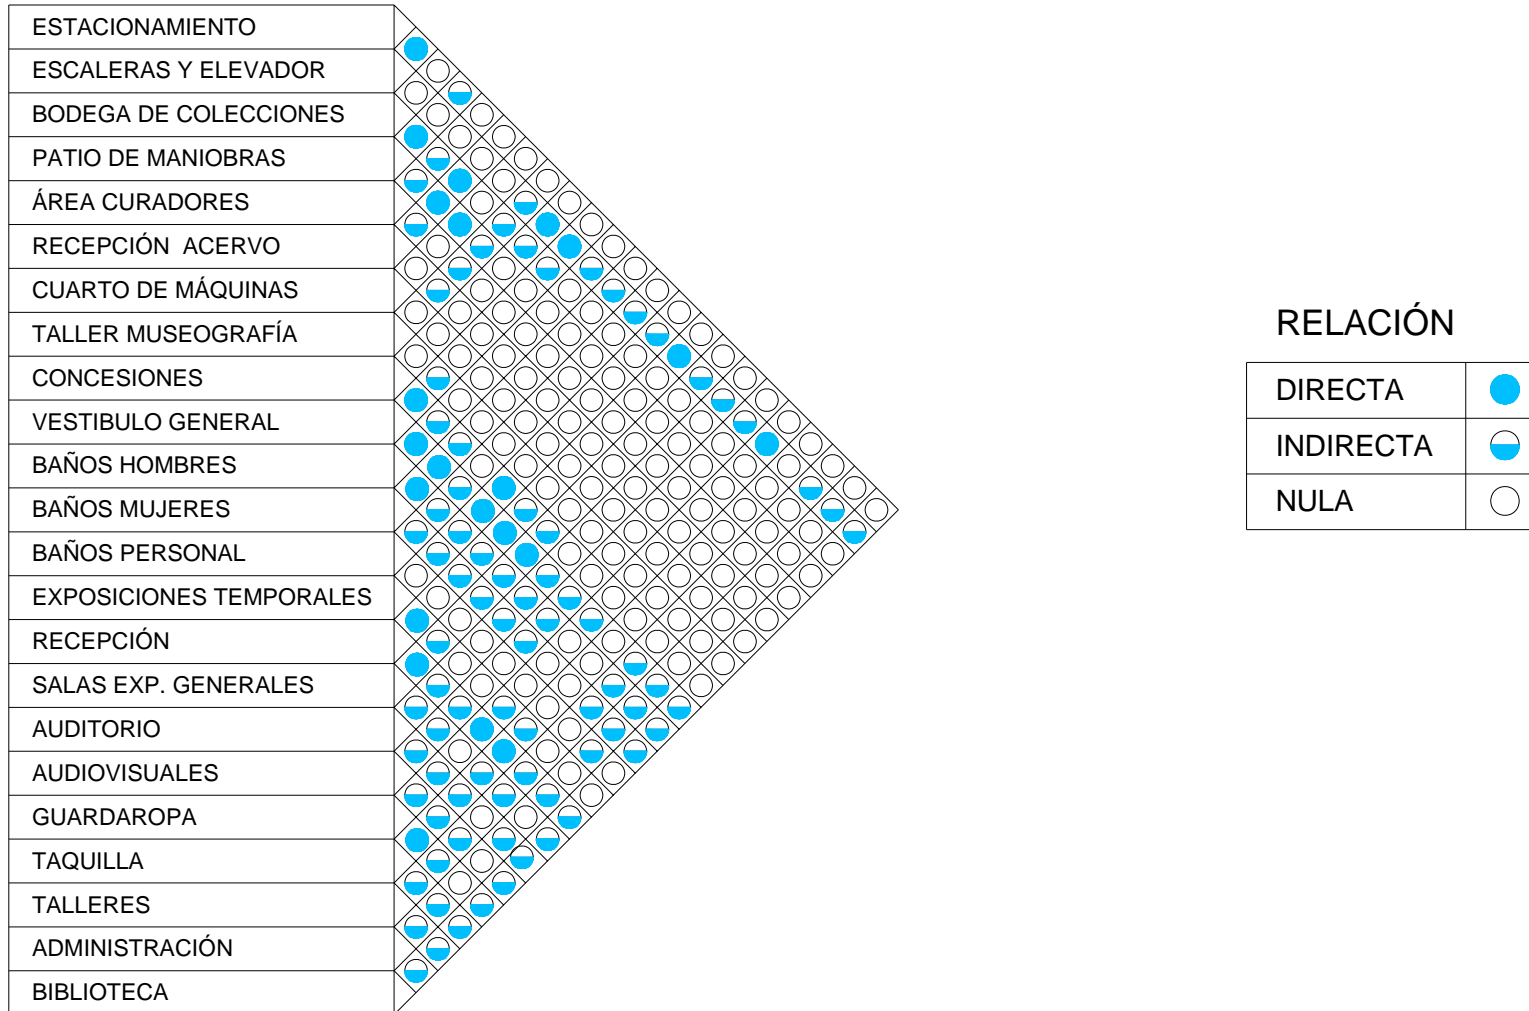 ESTACIONAMIENTO
ESCALERAS Y ELEVADOR
BODEGA DE COLECCIONES
PATIO DE MANIOBRAS
ÁREA CURADORES
RECEPCIÓN ACERVO
CUARTO DE MÁQUINAS
TALLER MUSEOGRAFÍA
CONCESIONES
VESTIBULO GENERAL
BAÑOS HOMBRES
BAÑOS MUJERES
BAÑOS PERSONAL
EXPOSICIONES TEMPORALES
RECEPCIÓN
SALAS EXP. GENERALES
AUDITORIO
AUDIOVISUALES
GUARDAROPA
TAQUILLA
TALLERES
ADMINISTRACIÓN
BIBLIOTECA
RELACIÓN
DIRECTA
INDIRECTA
NULA